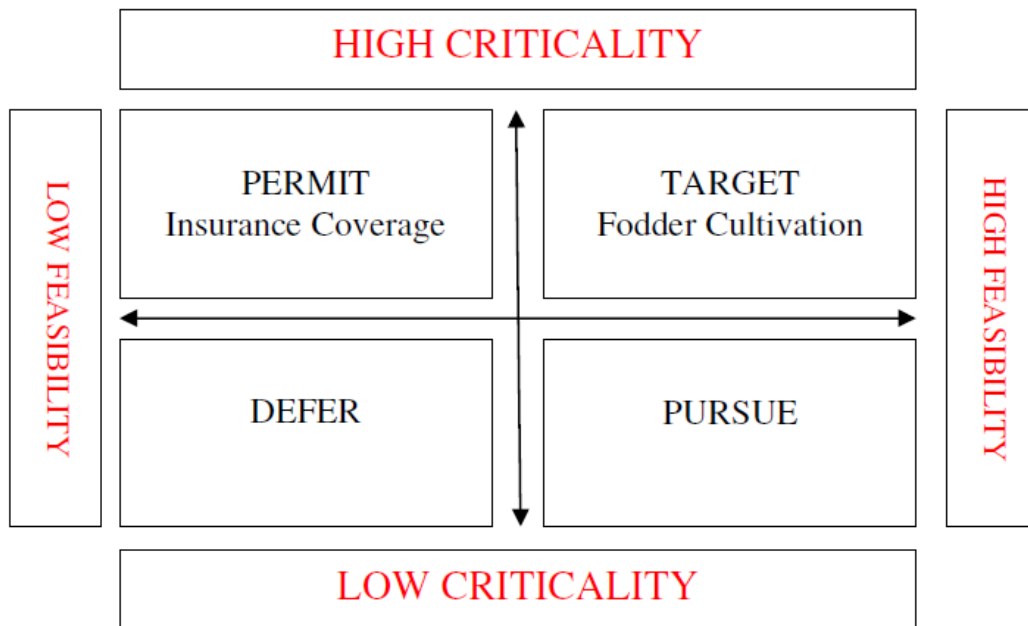 HIGH CRITICALITY
LOW FEASIBILITY
PERMIT
Insurance Coverage
TARGET
Fodder Cultivation
HIGH FEASIBILITY
DEFER
PURSUE
LOW CRITICALITY